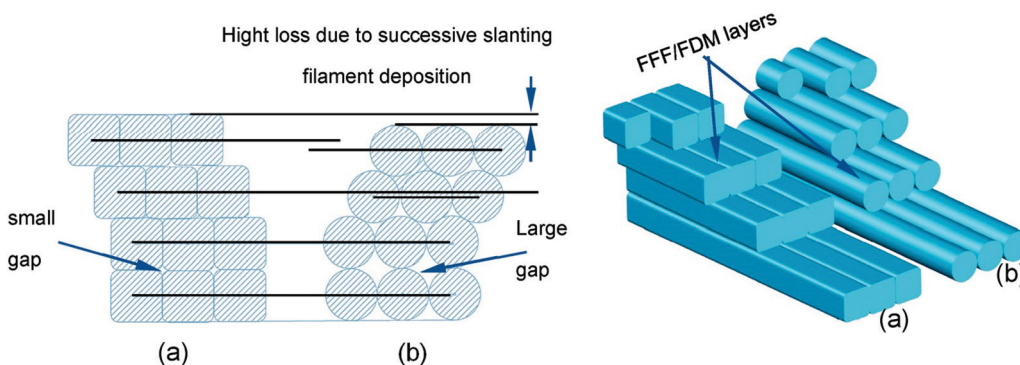 Hight loss due to successive slanting
filament deposition
small
gap
Large
gap
(a)
(b)
FFF/FDM layers
(a)
(b)